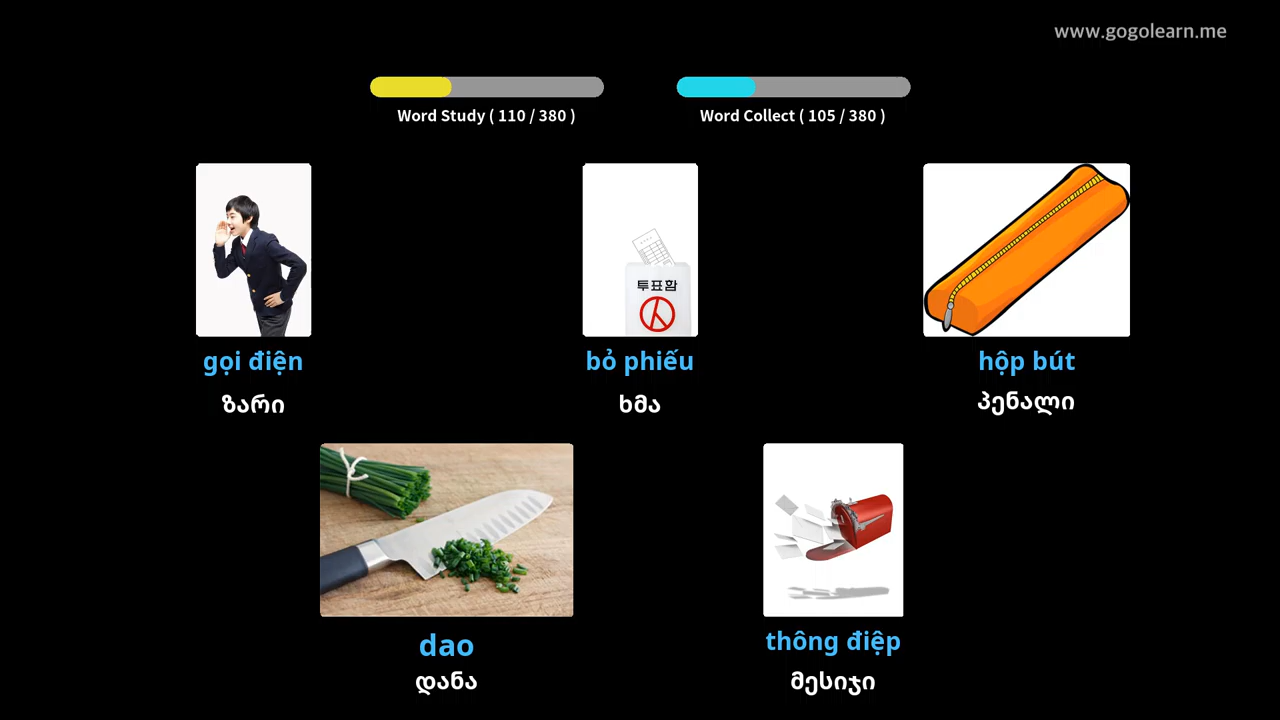 www.gogolearn.me
Word Study ( 110 / 380 )
Word Collect ( 105 / 380 )
투표함
gọi điện
ზარი
bỏ phiếu
ხმა
hộp bút
პენალი
dao
დანა
thông điệp
მესიჯი